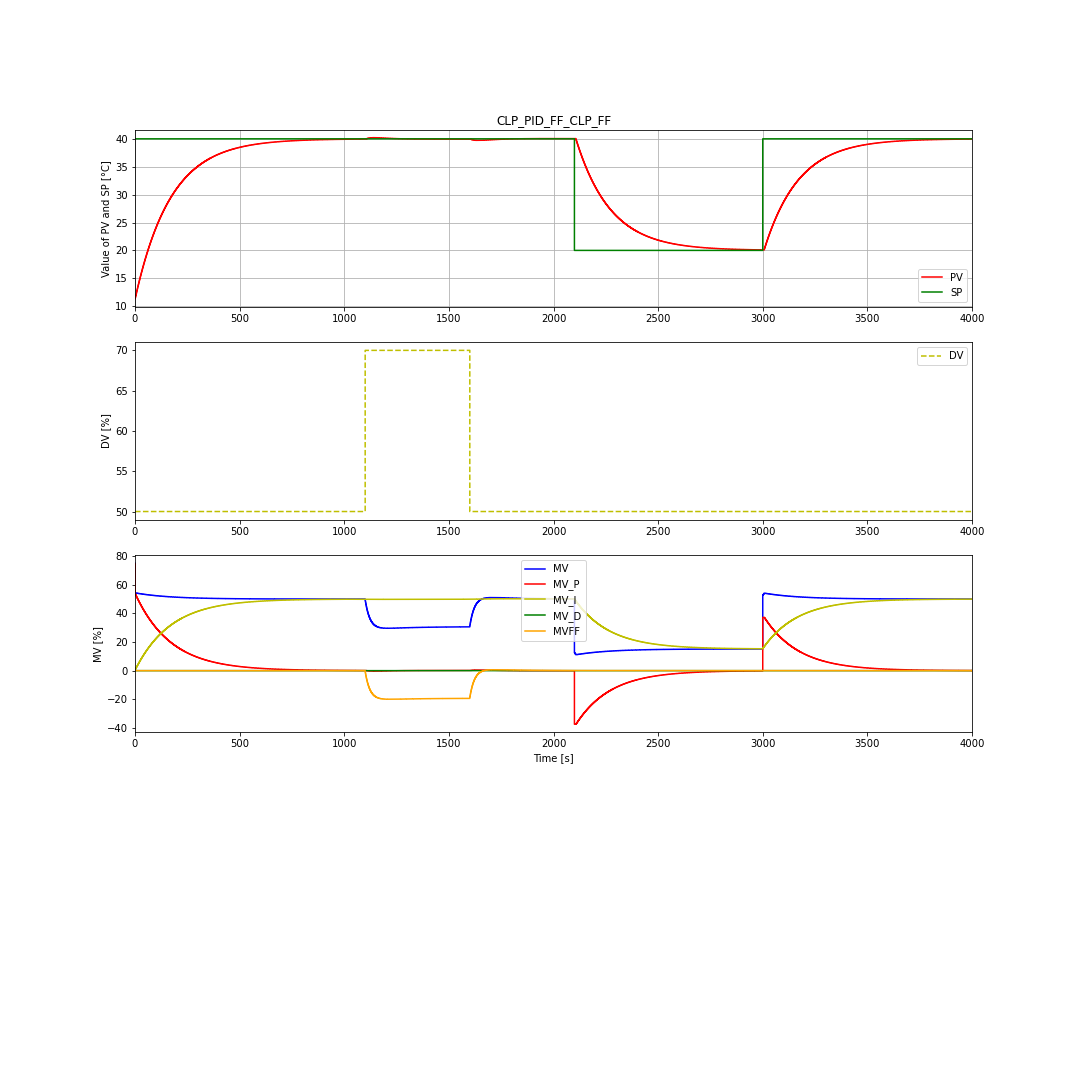 CLP_PID_FF_CLP_FF
Value of PV and SP [°C]
40
35
30
25
20
15
10
PV
SP
0 500 1000 1500 2000 2500 3000 3500 4000
DV [%]
70
65
60
55
50
DV
0 500 1000 1500 2000 2500 3000 3500 4000
MV [%]
80
60
40
20
0
−20
−40
MV
MV_P
MV_I
MV_D
MVFF
0 500 1000 1500 2000 2500 3000 3500 4000
Time [s]